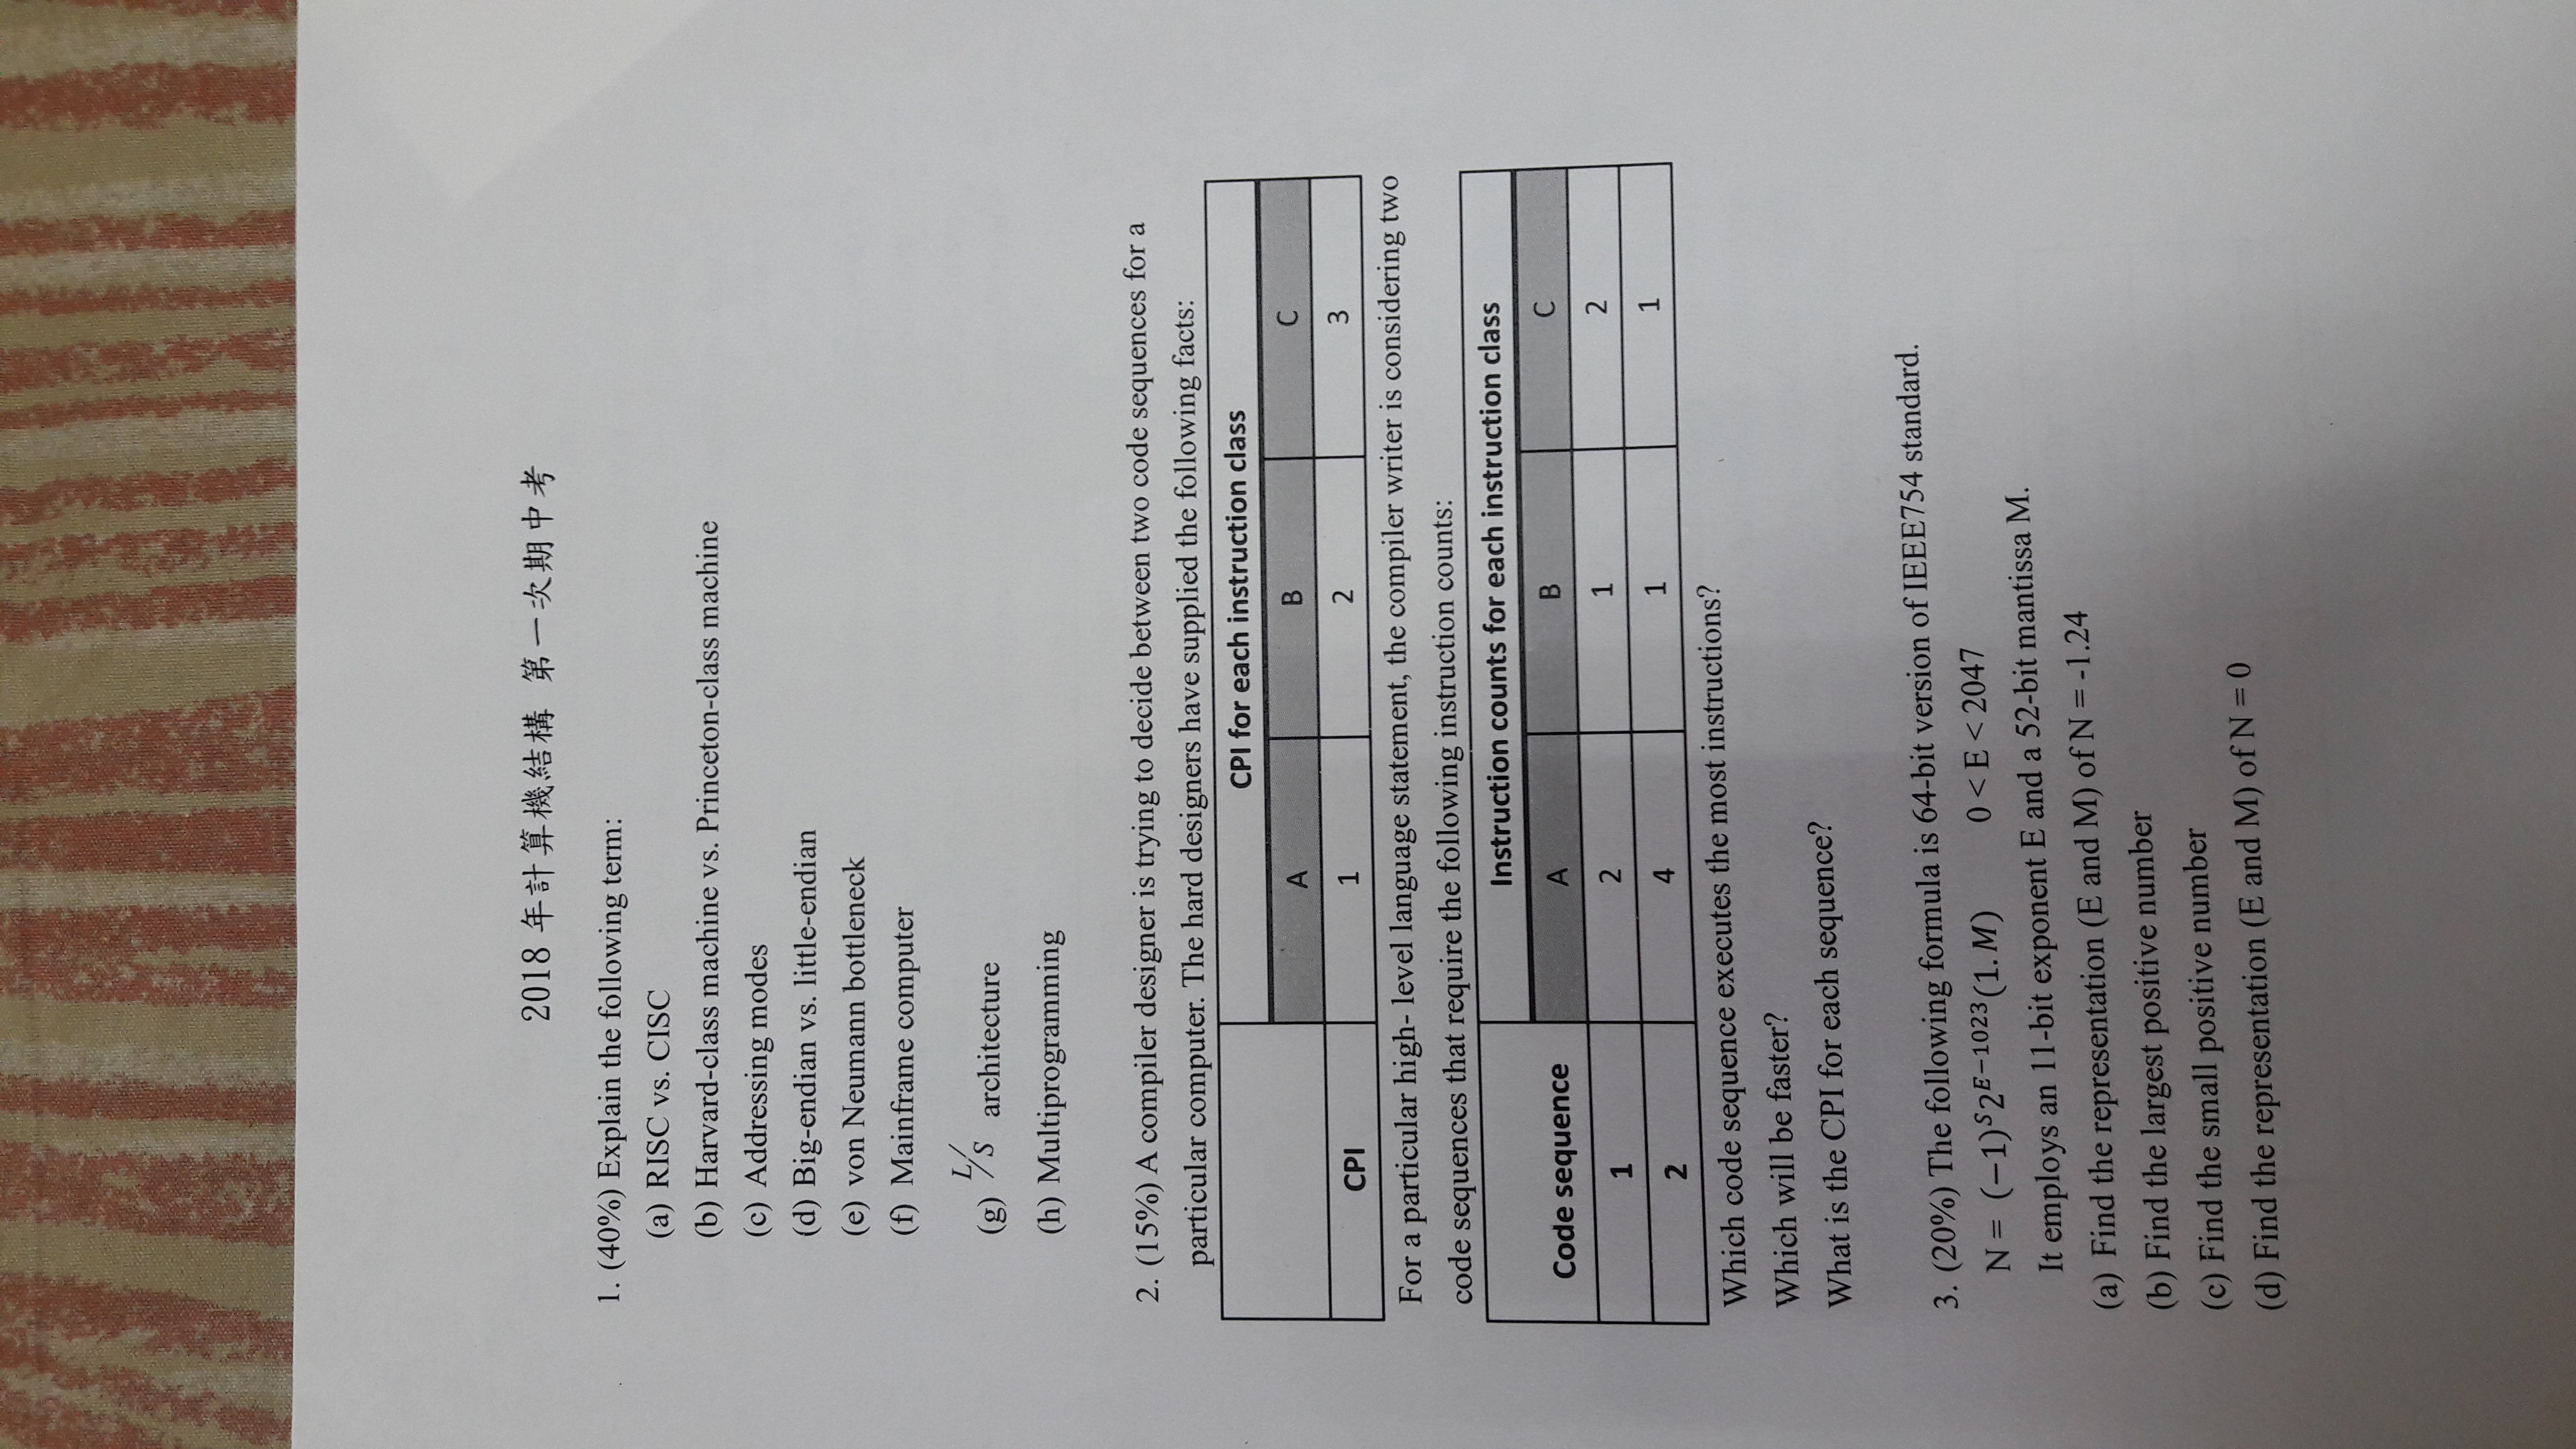 2018 年計算機結構 第一次期中考
1. (40%) Explain the following term:
(a) RISC vs. CISC
(b) Harvard-class machine vs. Princeton-class machine
(c) Addressing modes
(d) Big-endian vs. little-endian
(e) von Neumann bottleneck
(f) Mainframe computer
(g) L/S architecture
(h) Multiprogramming
2. (15%) A compiler designer is trying to decide between two code sequences for a
particular computer. The hard designers have supplied the following facts:
CPI for each instruction class
A B C
CPI 1 2 3
For a particular high- level language statement, the compiler writer is considering two
code sequences that require the following instruction counts:
Instruction counts for each instruction class
Code sequence A B C
1 2 1 2
2 4 1 1
Which code sequence executes the most instructions?
Which will be faster?
What is the CPI for each sequence?
3. (20%) The following formula is 64-bit version of IEEE754 standard.
N = (−1)^S 2^{E−1023} (1. M) 0 < E < 2047
It employs an 11-bit exponent E and a 52-bit mantissa M.
(a) Find the representation (E and M) of N = -1.24
(b) Find the largest positive number
(c) Find the small positive number
(d) Find the representation (E and M) of N = 0